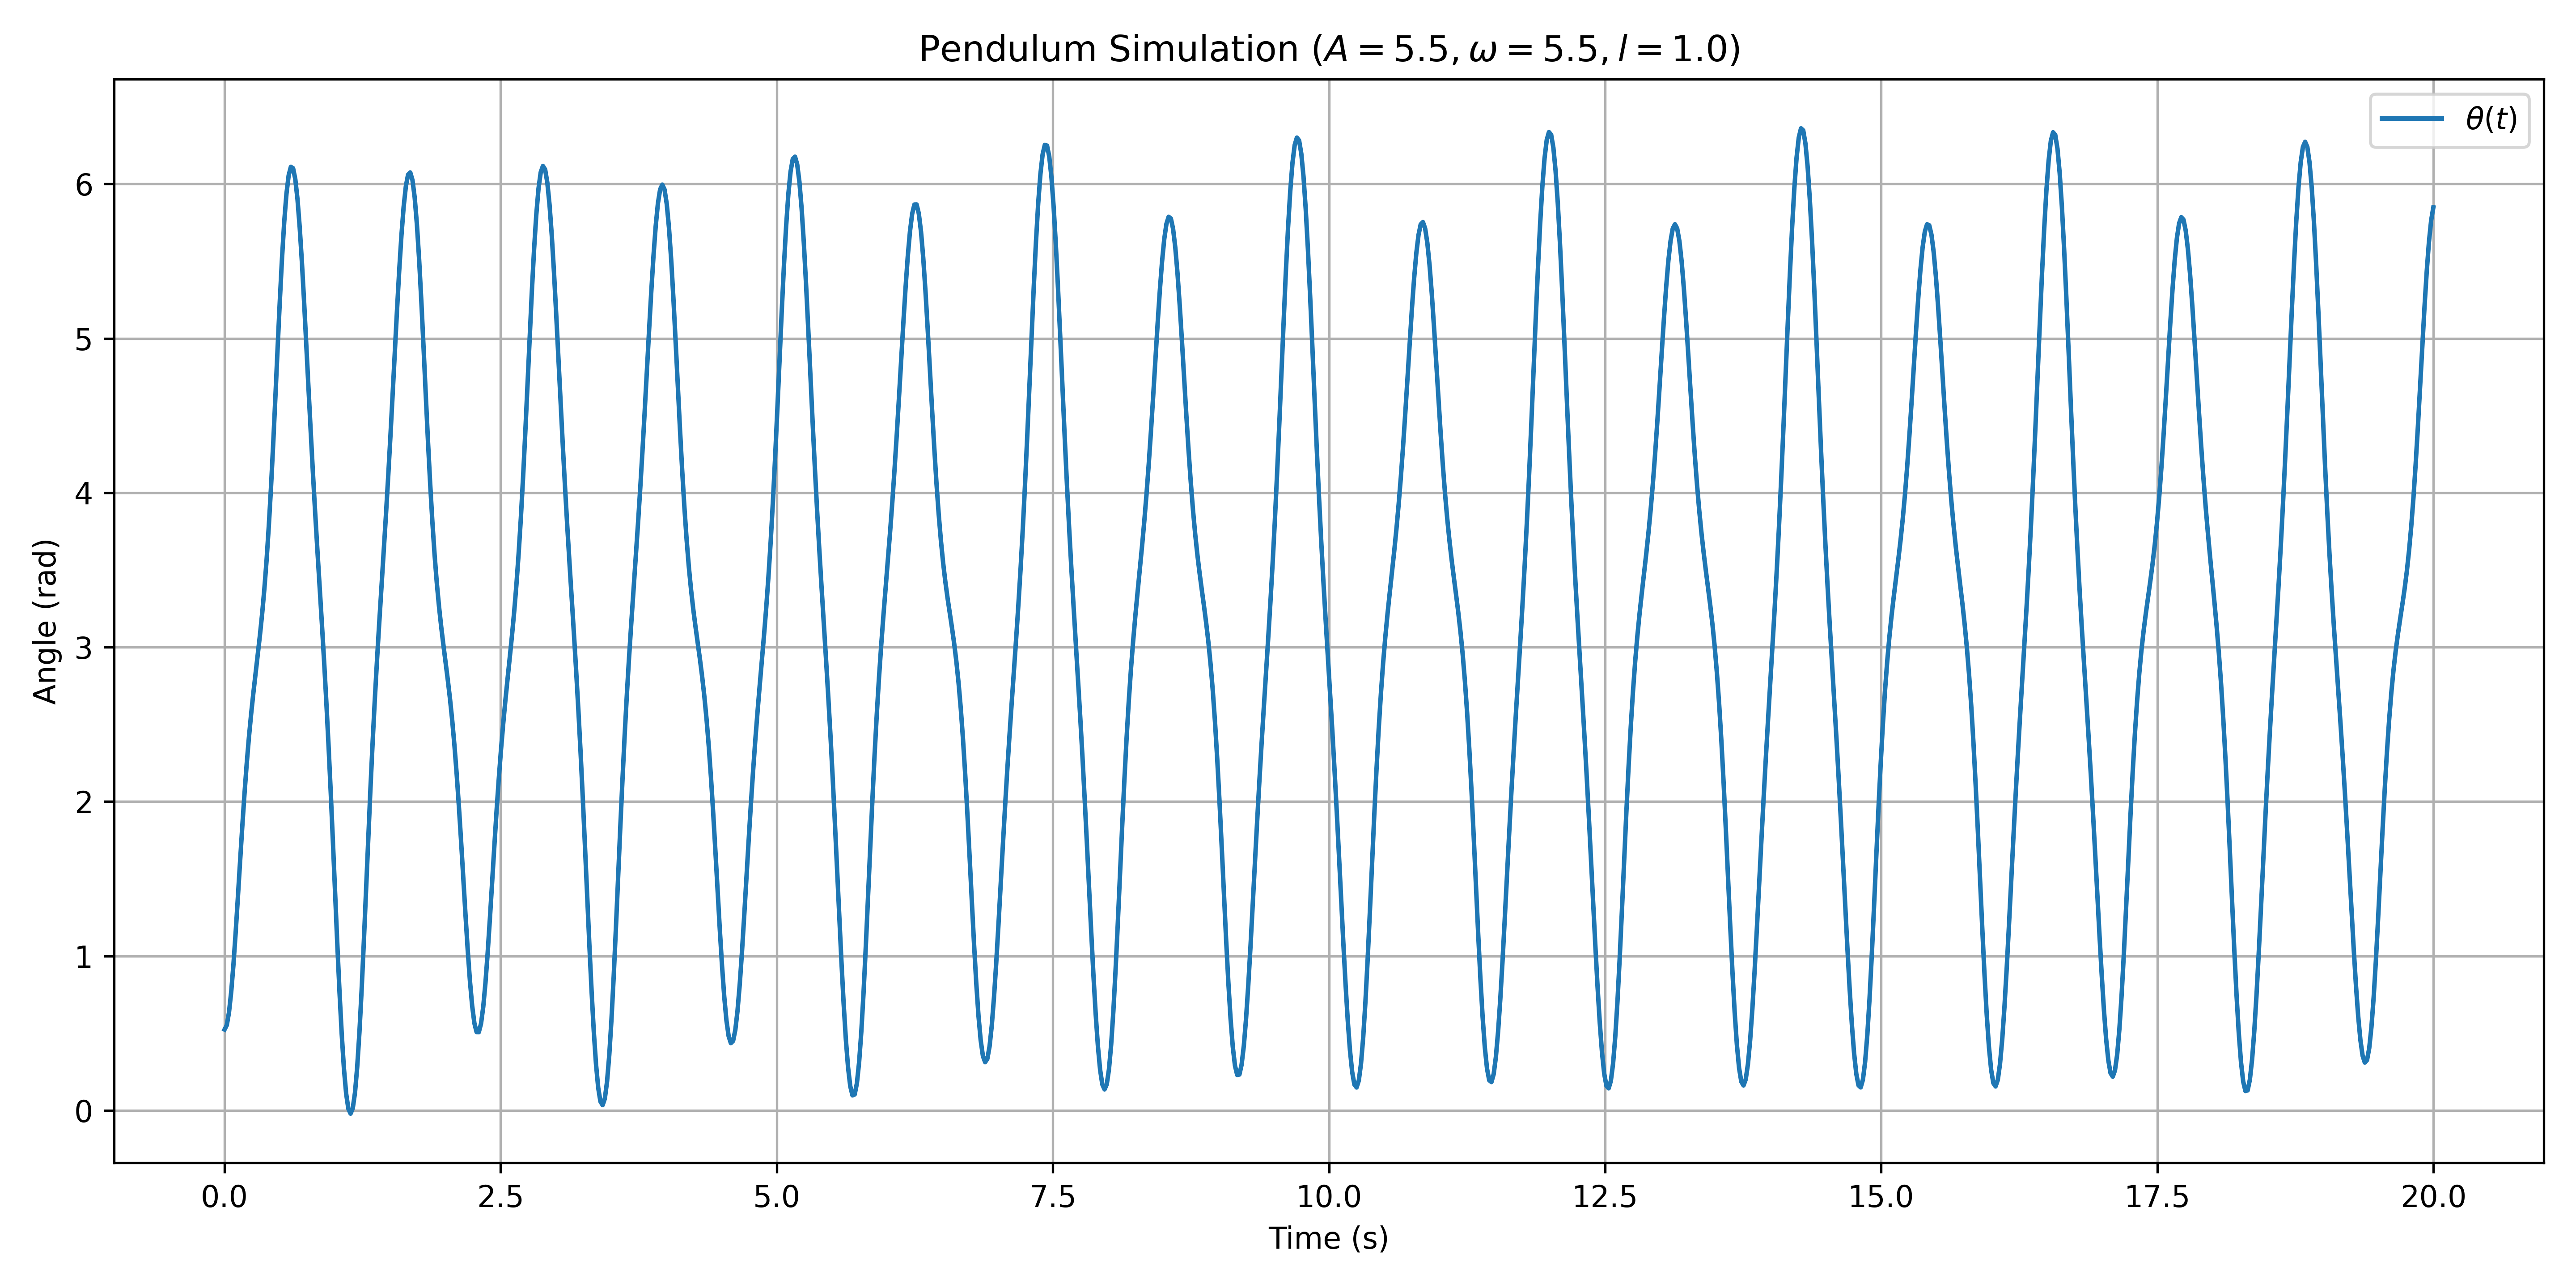 Pendulum Simulation (A = 5.5, ω = 5.5, l = 1.0)
θ(t)
Angle (rad)
6
5
4
3
2
1
0
0.0 2.5 5.0 7.5 10.0 12.5 15.0 17.5 20.0
Time (s)